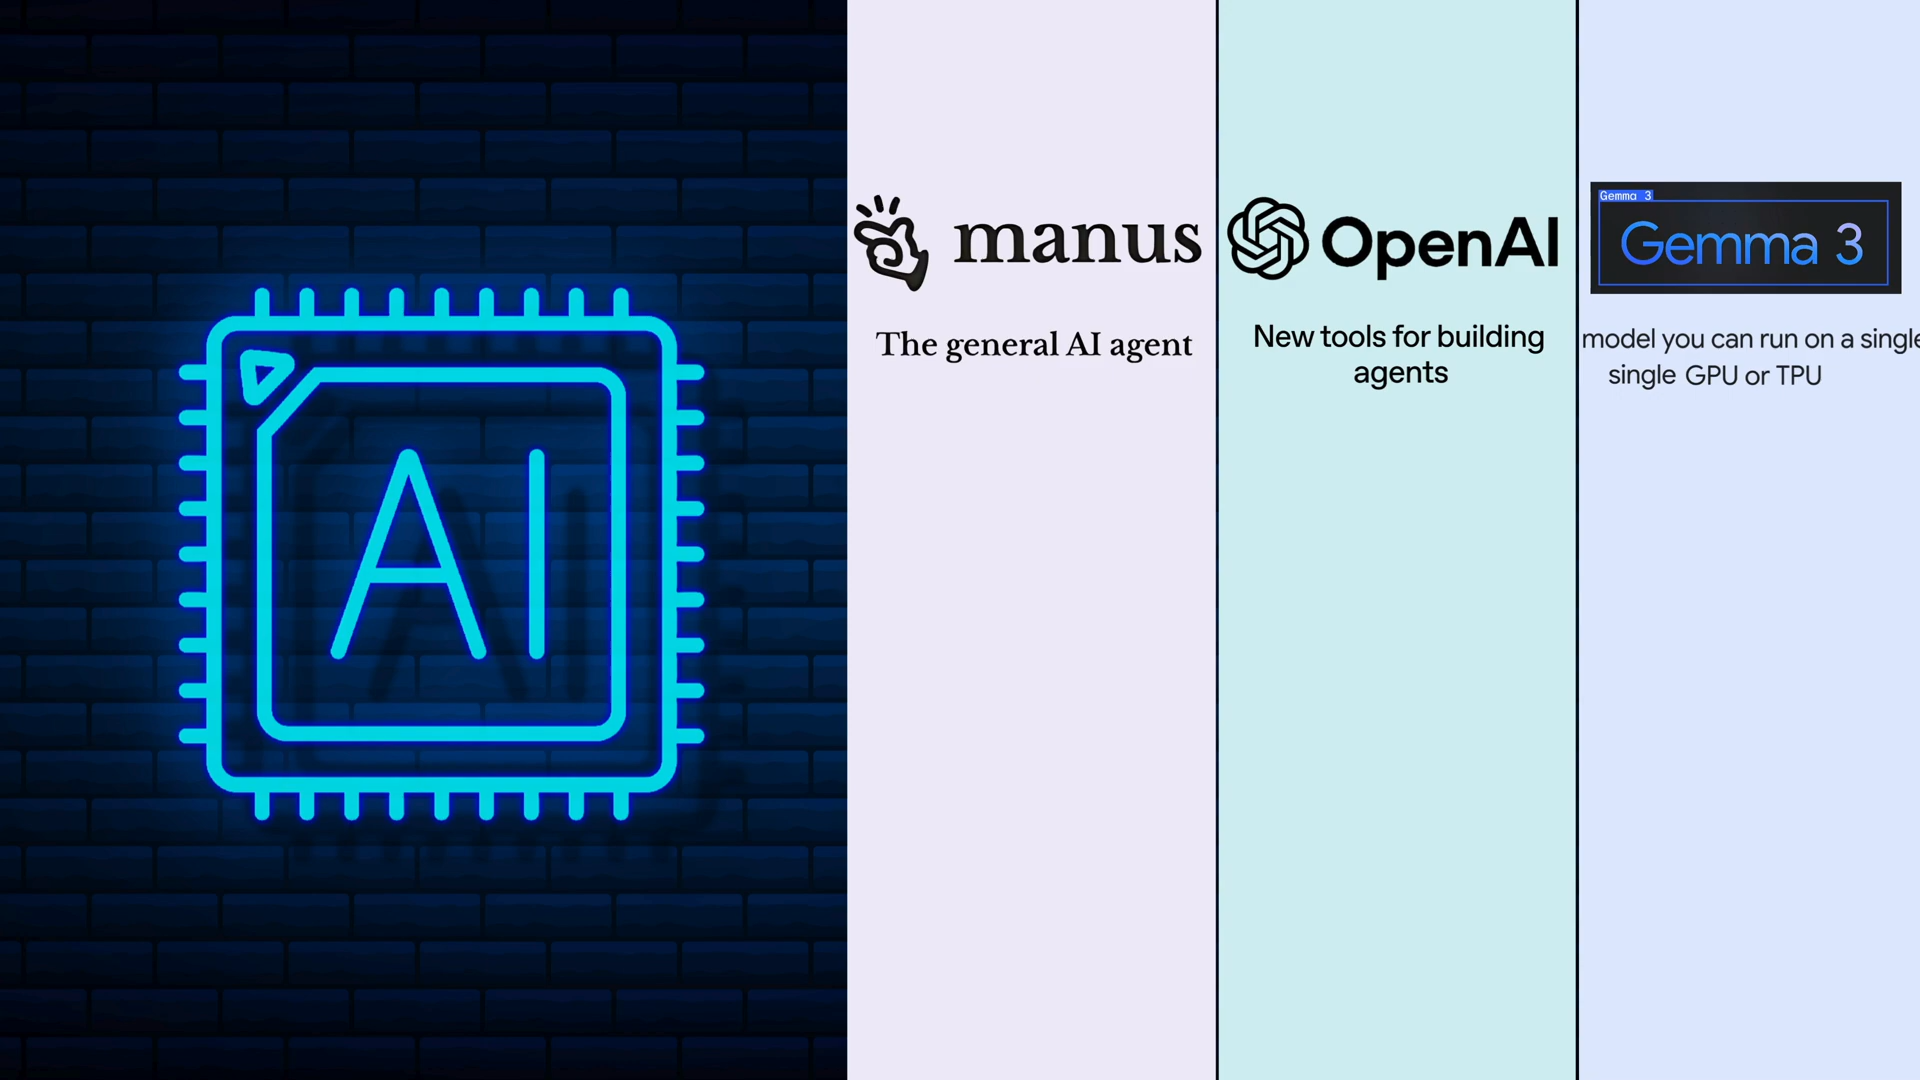 AI
manus
The general AI agent
OpenAI
New tools for building
agents
Gemma 3
Gemma 3
model you can run on a single
single GPU or TPU